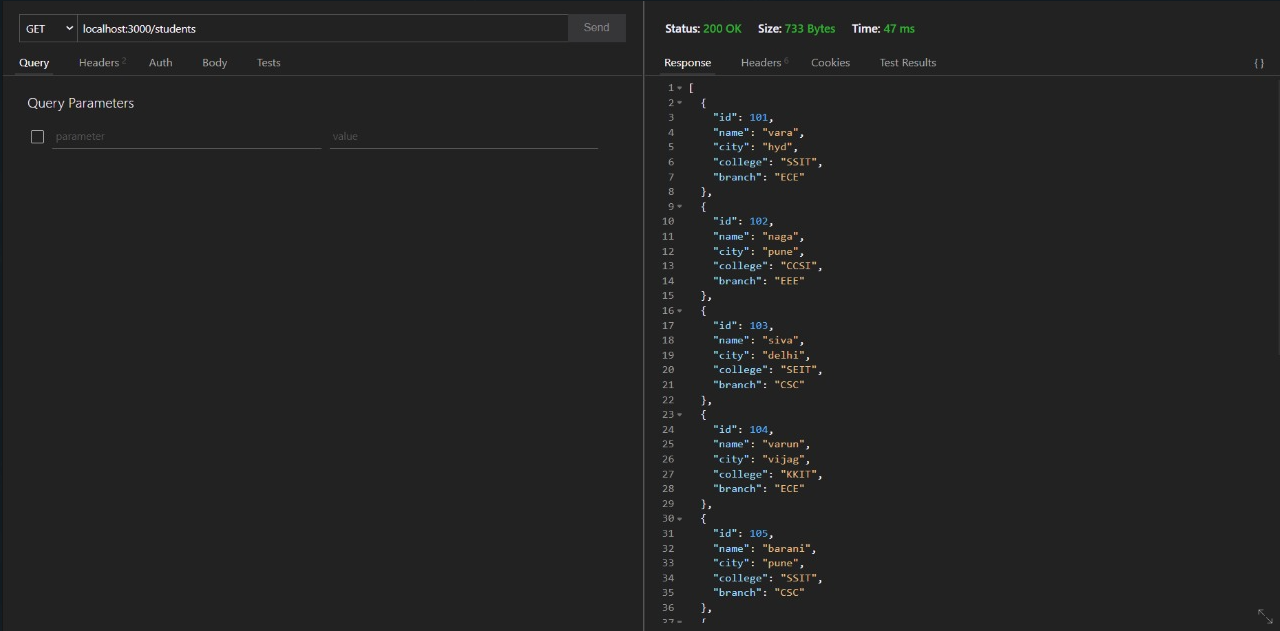 GET localhost:3000/students Send
Query Headers 2 Auth Body Tests
Query Parameters
parameter value
Status: 200 OK Size: 733 Bytes Time: 47 ms
Response Headers 6 Cookies Test Results { }
1 [
2 {
3 "id": 101,
4 "name": "vara",
5 "city": "hyd",
6 "college": "SSIT",
7 "branch": "ECE"
8 },
9 {
10 "id": 102,
11 "name": "naga",
12 "city": "pune",
13 "college": "CCSI",
14 "branch": "EEE"
15 },
16 {
17 "id": 103,
18 "name": "siva",
19 "city": "delhi",
20 "college": "SEIT",
21 "branch": "CSC"
22 },
23 {
24 "id": 104,
25 "name": "varun",
26 "city": "vijag",
27 "college": "KKIT",
28 "branch": "ECE"
29 },
30 {
31 "id": 105,
32 "name": "barani",
33 "city": "pune",
34 "college": "SSIT",
35 "branch": "CSC"
36 },
37 {